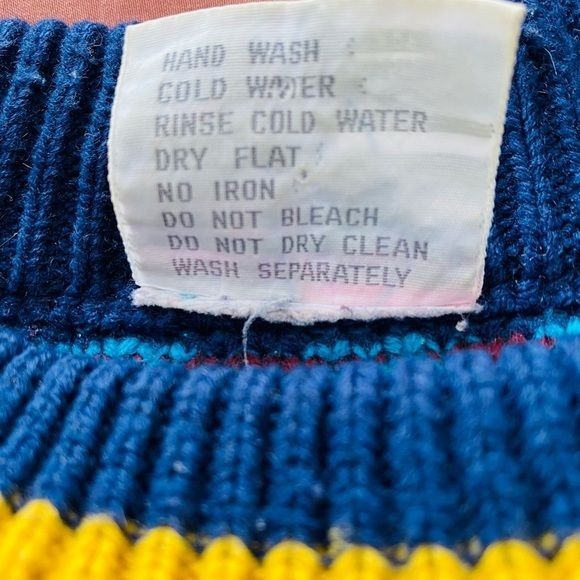 HAND WASH
COLD WATER
RINSE COLD WATER
DRY FLAT
NO IRON
DO NOT BLEACH
DO NOT DRY CLEAN
WASH SEPARATELY